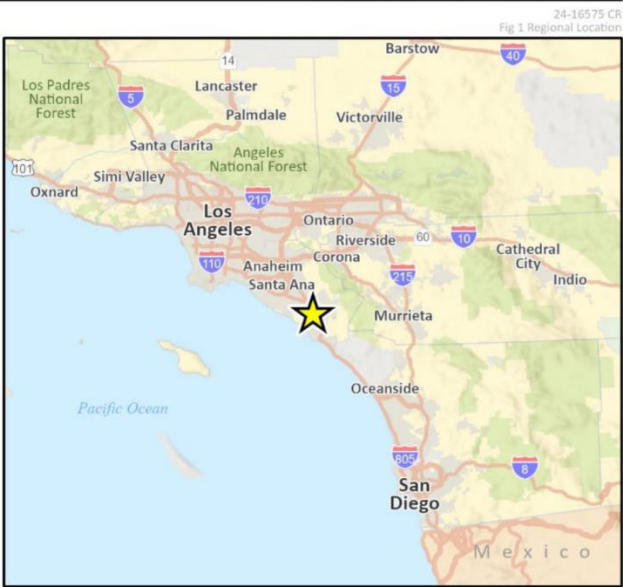 24-16575 CR
Fig 1 Regional Location
Barstow
40
14
Los Padres
National
Forest
5
Lancaster
15
Palmdale
Victorville
Santa Clarita
Angeles
National Forest
101
Simi Valley
Oxnard
210
Los
Angeles
Ontario
Riverside
60
10
Cathedral
City
Corona
110
Anaheim
215
Indio
Santa Ana
Murrieta
Oceanside
Pacific Ocean
805
8
San
Diego
Mexico